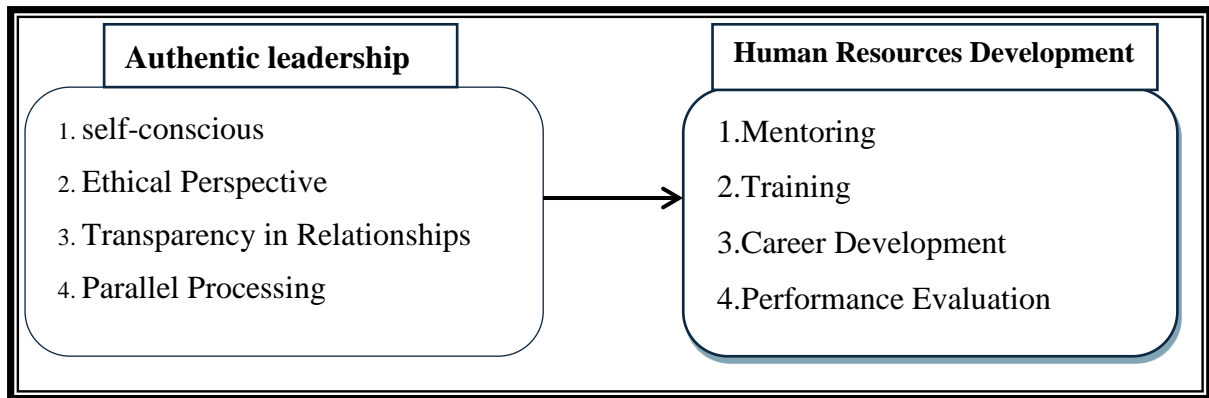 Authentic leadership
1. self-conscious
2. Ethical Perspective
3. Transparency in Relationships
4. Parallel Processing
Human Resources Development
1.Mentoring
2.Training
3.Career Development
4.Performance Evaluation